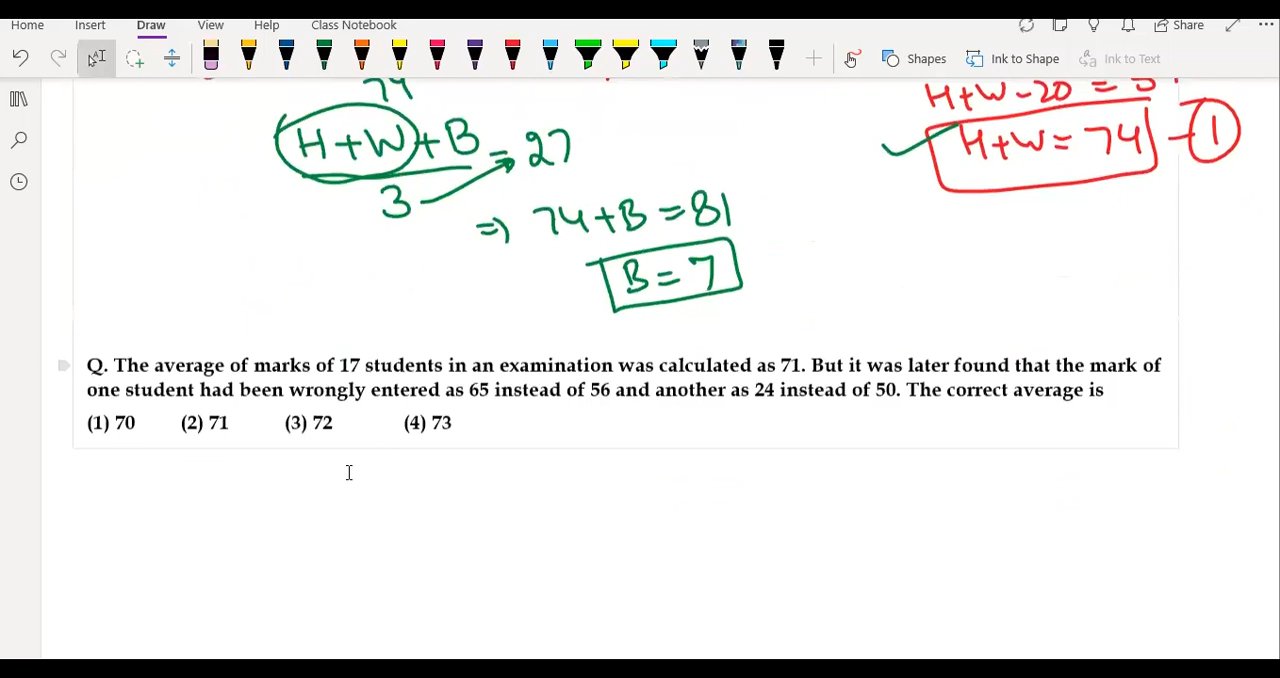 Home Insert Draw View Help Class Notebook Share
Shapes Ink to Shape Ink to Text
74
H+W-20 = 5
H+W+B = 27
3
H+W = 74 - 1
=> 74+B = 81
B = 7
Q. The average of marks of 17 students in an examination was calculated as 71. But it was later found that the mark of
one student had been wrongly entered as 65 instead of 56 and another as 24 instead of 50. The correct average is
(1) 70 (2) 71 (3) 72 (4) 73